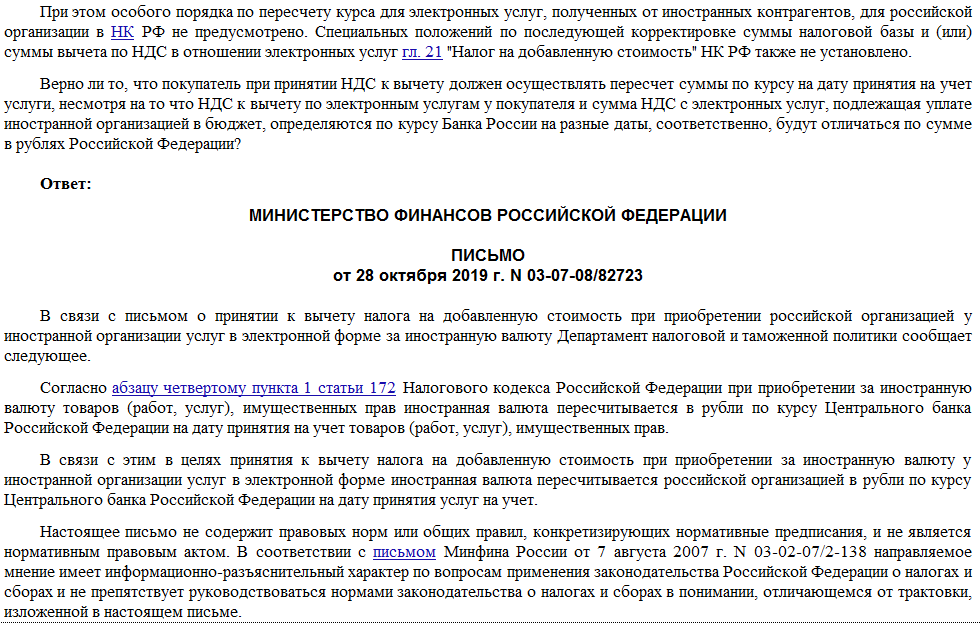 При этом особого порядка по пересчету курса для электронных услуг, полученных от иностранных контрагентов, для российской
организации в НК РФ не предусмотрено. Специальных положений по последующей корректировке суммы налоговой базы и (или)
суммы вычета по НДС в отношении электронных услуг гл. 21 "Налог на добавленную стоимость" НК РФ также не установлено.
Верно ли то, что покупатель при принятии НДС к вычету должен осуществлять пересчет суммы по курсу на дату принятия на учет
услуги, несмотря на то что НДС к вычету по электронным услугам у покупателя и сумма НДС с электронных услуг, подлежащая уплате
иностранной организацией в бюджет, определяются по курсу Банка России на разные даты, соответственно, будут отличаться по сумме
в рублях Российской Федерации?
Ответ:
МИНИСТЕРСТВО ФИНАНСОВ РОССИЙСКОЙ ФЕДЕРАЦИИ
ПИСЬМО
от 28 октября 2019 г. N 03-07-08/82723
В связи с письмом о принятии к вычету налога на добавленную стоимость при приобретении российской организацией у
иностранной организации услуг в электронной форме за иностранную валюту Департамент налоговой и таможенной политики сообщает
следующее.
Согласно абзацу четвертому пункта 1 статьи 172 Налогового кодекса Российской Федерации при приобретении за иностранную
валюту товаров (работ, услуг), имущественных прав иностранная валюта пересчитывается в рубли по курсу Центрального банка
Российской Федерации на дату принятия на учет товаров (работ, услуг), имущественных прав.
В связи с этим в целях принятия к вычету налога на добавленную стоимость при приобретении за иностранную валюту у
иностранной организации услуг в электронной форме иностранная валюта пересчитывается российской организацией в рубли по курсу
Центрального банка Российской Федерации на дату принятия услуг на учет.
Настоящее письмо не содержит правовых норм или общих правил, конкретизирующих нормативные предписания, и не является
нормативным правовым актом. В соответствии с письмом Минфина России от 7 августа 2007 г. N 03-02-07/2-138 направляемое
мнение имеет информационно-разъяснительный характер по вопросам применения законодательства Российской Федерации о налогах и
сборах и не препятствует руководствоваться нормами законодательства о налогах и сборах в понимании, отличающемся от трактовки,
изложенной в настоящем письме.